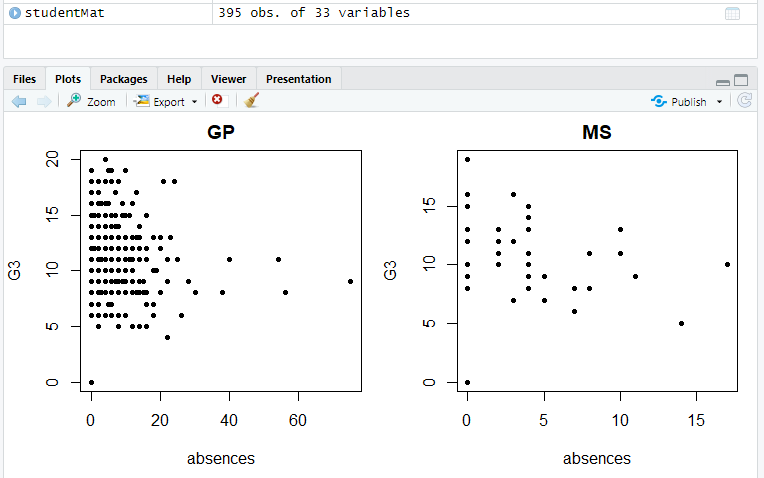 studentMat 395 obs. of 33 variables
Files Plots Packages Help Viewer Presentation
Zoom Export Publish
GP
G3
0 5 10 15 20
0 20 40 60
absences
MS
G3
0 5 10 15
0 5 10 15
absences